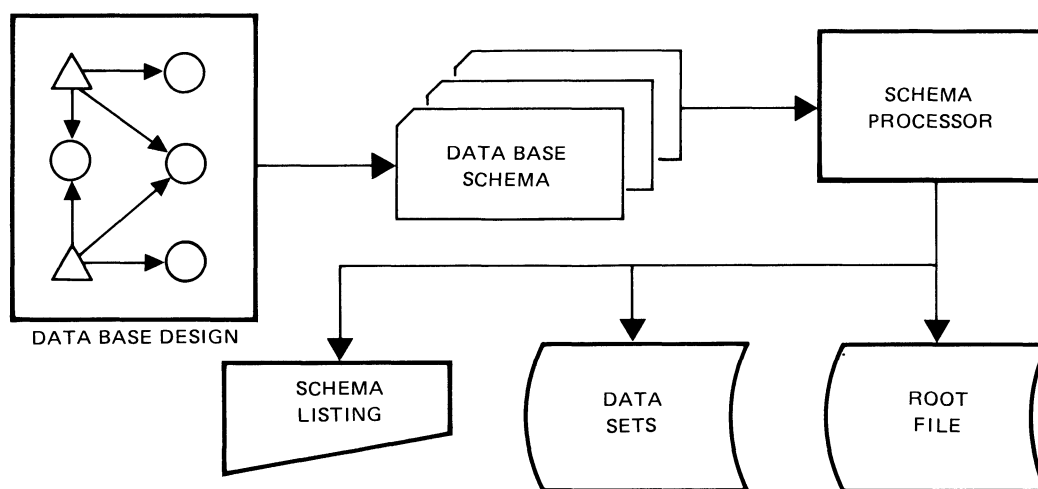 DATA BASE
SCHEMA
SCHEMA
PROCESSOR
DATA BASE DESIGN
SCHEMA
LISTING
DATA
SETS
ROOT
FILE